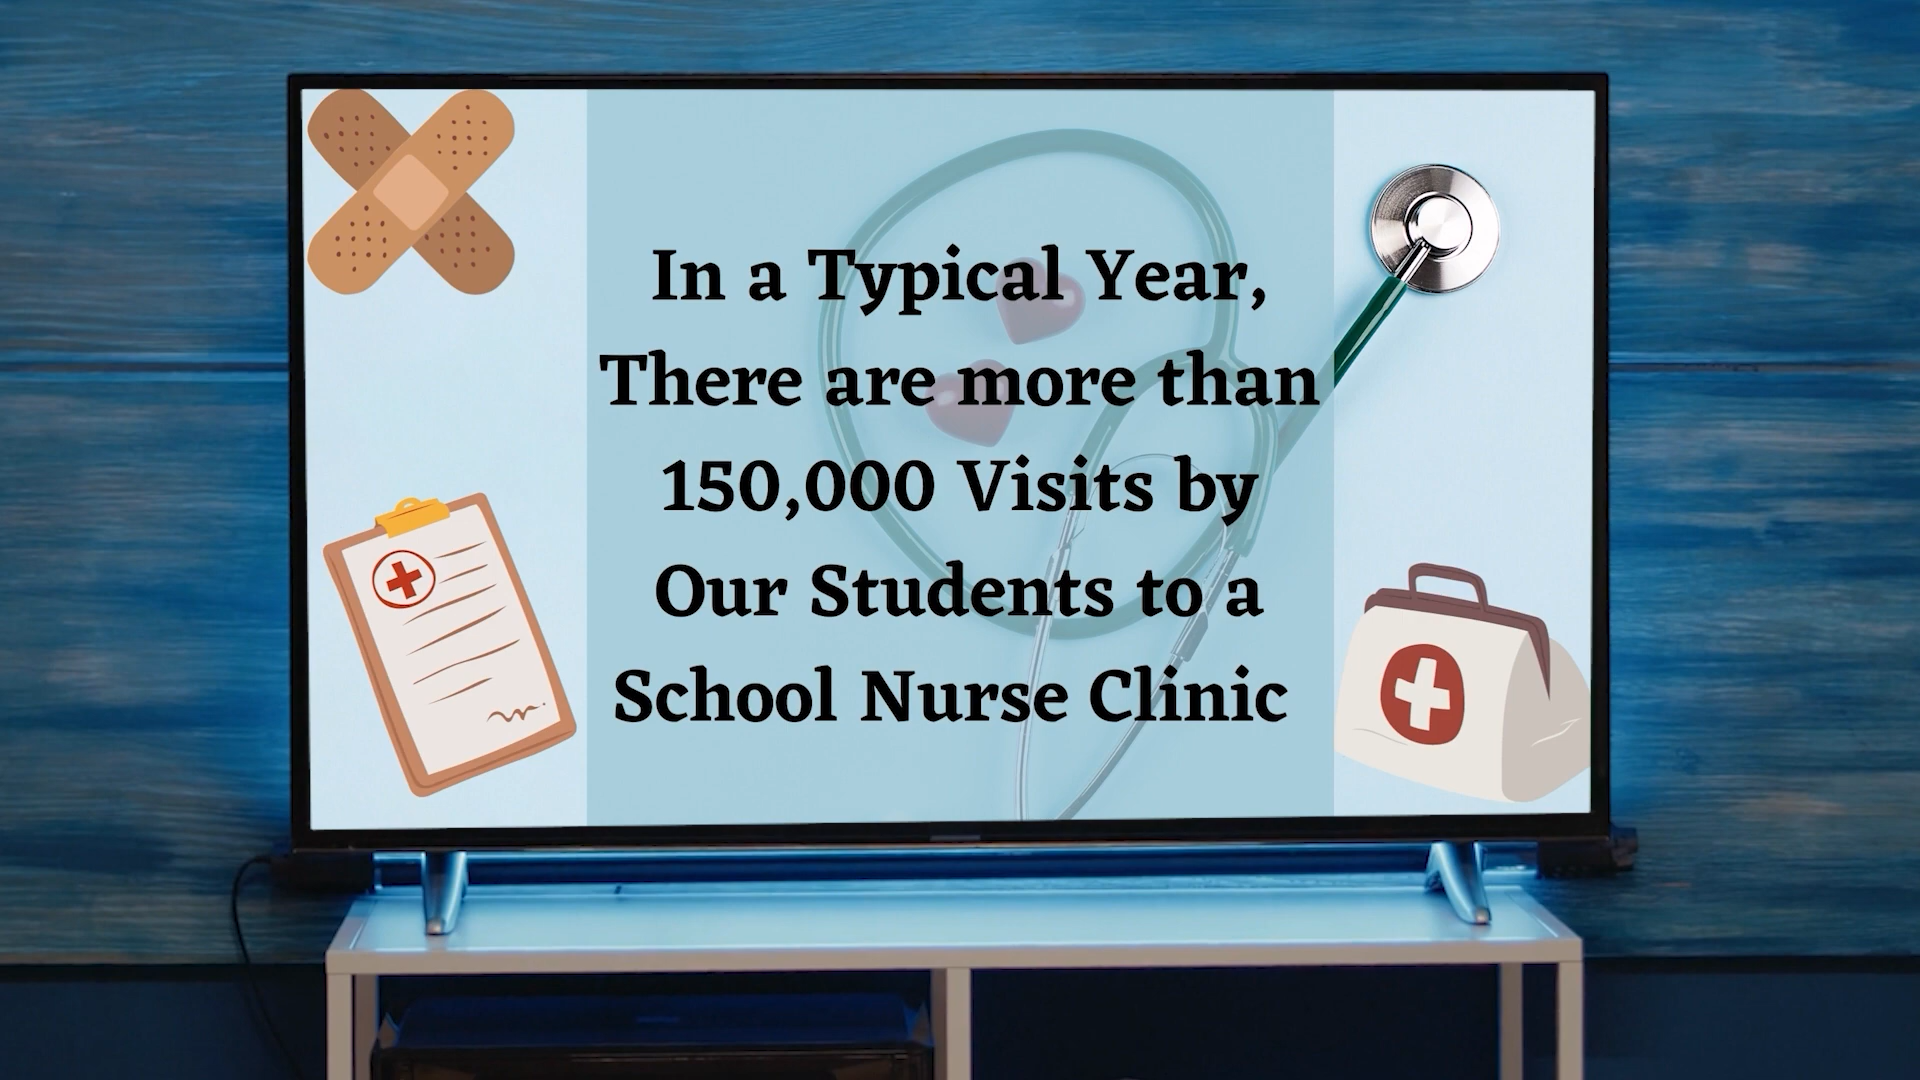 In a Typical Year,
There are more than
150,000 Visits by
Our Students to a
School Nurse Clinic